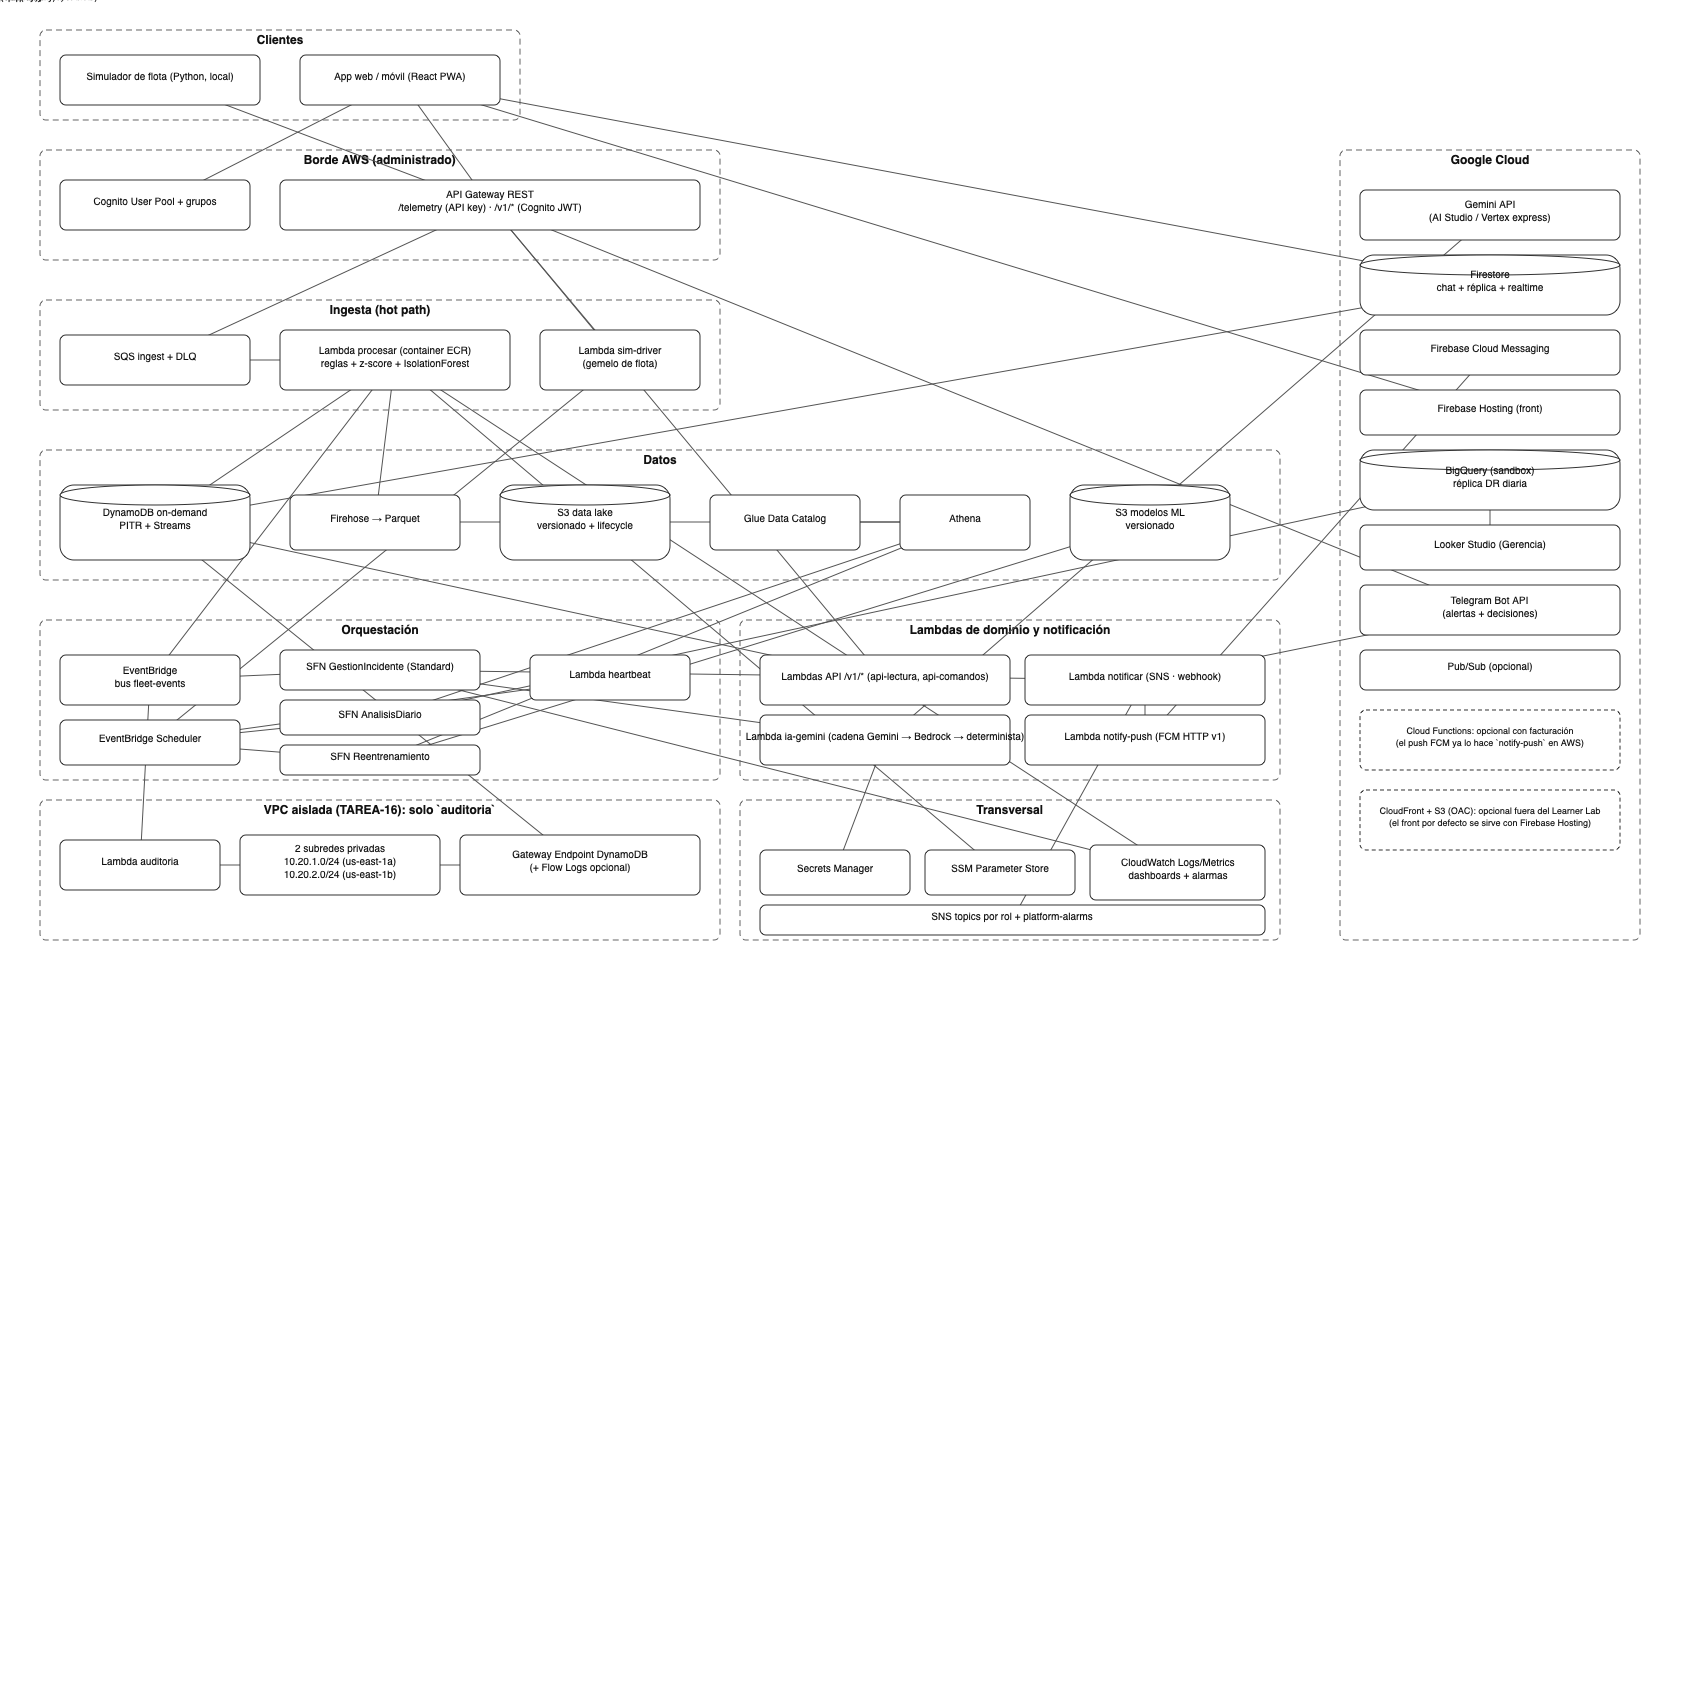 Clientes
Simulador de flota (Python, local)
App web / móvil (React PWA)
Borde AWS (administrado)
Cognito User Pool + grupos
API Gateway REST
/telemetry (API key) · /v1/* (Cognito JWT)
Ingesta (hot path)
SQS ingest + DLQ
Lambda procesar (container ECR)
reglas + z-score + IsolationForest
Lambda sim-driver
(gemelo de flota)
Datos
DynamoDB on-demand
PITR + Streams
Firehose → Parquet
S3 data lake
versionado + lifecycle
Glue Data Catalog
Athena
S3 modelos ML
versionado
Orquestación
EventBridge
bus fleet-events
SFN GestionIncidente (Standard)
Lambda heartbeat
SFN AnalisisDiario
EventBridge Scheduler
SFN Reentrenamiento
Lambdas de dominio y notificación
Lambdas API /v1/* (api-lectura, api-comandos)
Lambda notificar (SNS · webhook)
Lambda ia-gemini (cadena Gemini → Bedrock → determinista)
Lambda notify-push (FCM HTTP v1)
VPC aislada (TAREA-16): solo `auditoria`
Lambda auditoria
2 subredes privadas
10.20.1.0/24 (us-east-1a)
10.20.2.0/24 (us-east-1b)
Gateway Endpoint DynamoDB
(+ Flow Logs opcional)
Transversal
Secrets Manager
SSM Parameter Store
CloudWatch Logs/Metrics
dashboards + alarmas
SNS topics por rol + platform-alarms
Google Cloud
Gemini API
(AI Studio / Vertex express)
Firestore
chat + réplica + realtime
Firebase Cloud Messaging
Firebase Hosting (front)
BigQuery (sandbox)
réplica DR diaria
Looker Studio (Gerencia)
Telegram Bot API
(alertas + decisiones)
Pub/Sub (opcional)
Cloud Functions: opcional con facturación
(el push FCM ya lo hace `notify-push` en AWS)
CloudFront + S3 (OAC): opcional fuera del Learner Lab
(el front por defecto se sirve con Firebase Hosting)